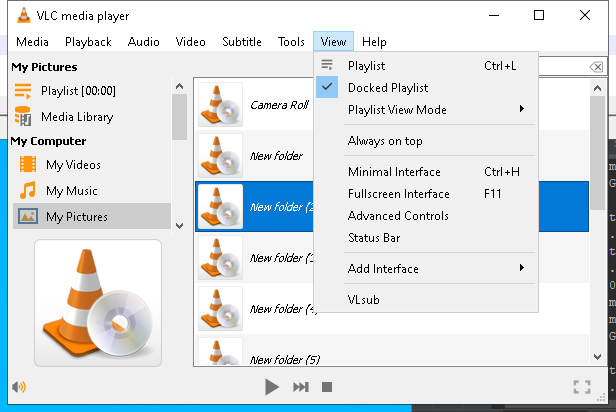 VLC media player
Media Playback Audio Video Subtitle Tools View Help
My Pictures
Playlist [00:00]
Media Library
My Computer
My Videos
My Music
My Pictures
Camera Roll
New folder
New folder (2
New folder (
New folder (4)
New folder (5)
Playlist Ctrl+L
Docked Playlist
Playlist View Mode
Always on top
Minimal Interface Ctrl+H
Fullscreen Interface F11
Advanced Controls
Status Bar
Add Interface
VLsub